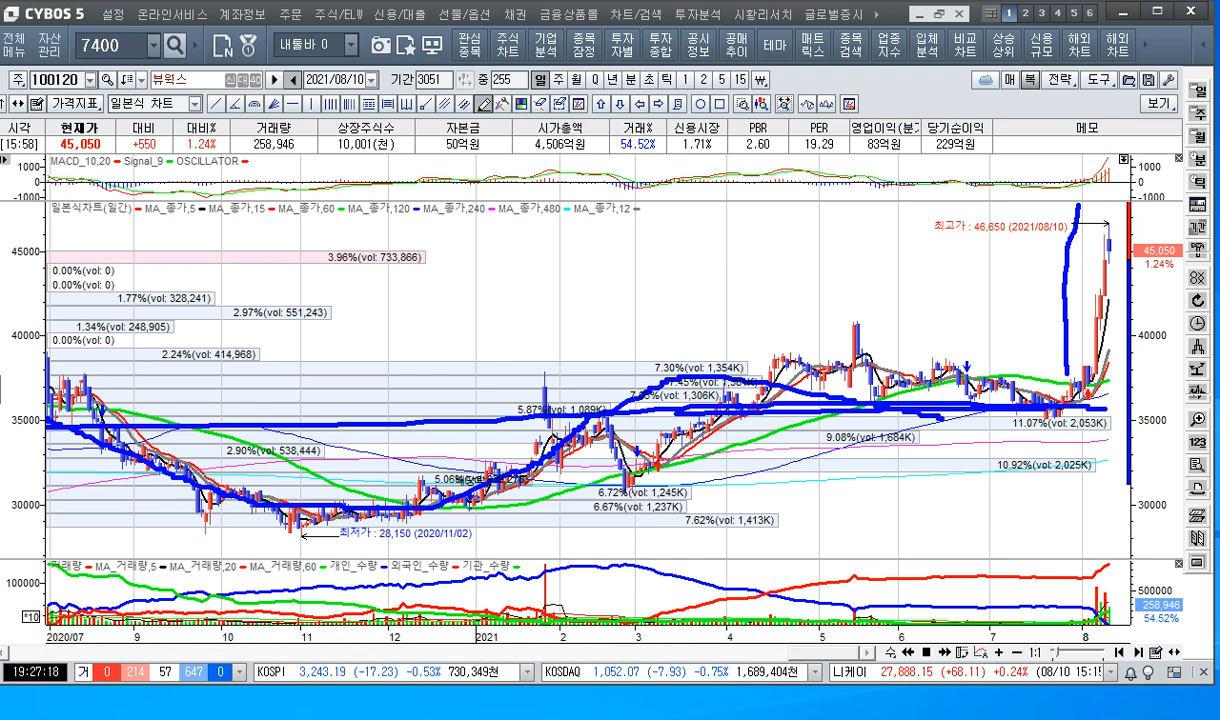 CYBOS 5 설정 온라인서비스 계좌정보 주문 주식/ELW 신용/대출 선물/옵션 채권 금융상품몰 차트/검색 투자분석 시황리서치 글로벌증시 1 2 3 4 5 6
전체메뉴 자산관리 7400 내툴바 0 관심종목 주식차트 기업분석 종목잠정 투자자별 투자종합 공시정보 공매추이 테마 매트릭스 종목검색 업종지수 입체분석 비교차트 상승상위 신용규모 해외차트 해외차트
주 100120 뷰웍스 신 대 40 2021/08/10 기간 3051 중 255 일 주 월 Q 년 분 초 틱 1 2 5 15 매 복 전략 도구
가격지표 일본식 차트 보기
시각 현재가 대비 대비% 거래량 상장주식수 자본금 시가총액 거래% 신용시장 PBR PER 영업이익(분기 당기순이익 메모
[15:58] 45,050 +550 1.24% 258,946 10,001(천) 50억원 4,506억원 54.52% 1.71% 2.60 19.29 83억원 229억원
MACD_10,20 Signal_9 OSCILLATOR
1000 1000
0 0
-1000 -1000
일본식차트(일간) MA_종가,5 MA_종가,15 MA_종가,60 MA_종가,120 MA_종가,240 MA_종가,480 MA_종가,12
최고가 : 46,650 (2021/08/10)
45000 45,050
1.24%
3.96%(vol: 733,866)
0.00%(vol: 0)
0.00%(vol: 0)
1.77%(vol: 328,241)
2.97%(vol: 551,243)
1.34%(vol: 248,905)
40000 0.00%(vol: 0) 40000
2.24%(vol: 414,968)
7.30%(vol: 1,354K)
5.87%(vol: 1,089K)
35000 35000
11.07%(vol: 2,053K)
9.08%(vol: 1,684K)
2.90%(vol: 538,444)
10.92%(vol: 2,025K)
6.72%(vol: 1,245K)
30000 6.67%(vol: 1,237K) 30000
7.62%(vol: 1,413K)
최저가 : 28,150 (2020/11/02)
거래량 MA_거래량,5 MA_거래량,20 MA_거래량,60 개인_수량 외국인_수량 기관_수량
100000 500000
258,946
*10 54.52%
2020/07 9 10 11 12 2021 2 3 4 5 6 7 8
1:1
19:27:18 거 0 214 57 647 0 KOSPI 3,243.19 (-17.23) -0.53% 730,349천 KOSDAQ 1,052.07 (-7.93) -0.75% 1,689,404천 니케이 27,888.15 (+68.11) +0.24% (08/10 15:15